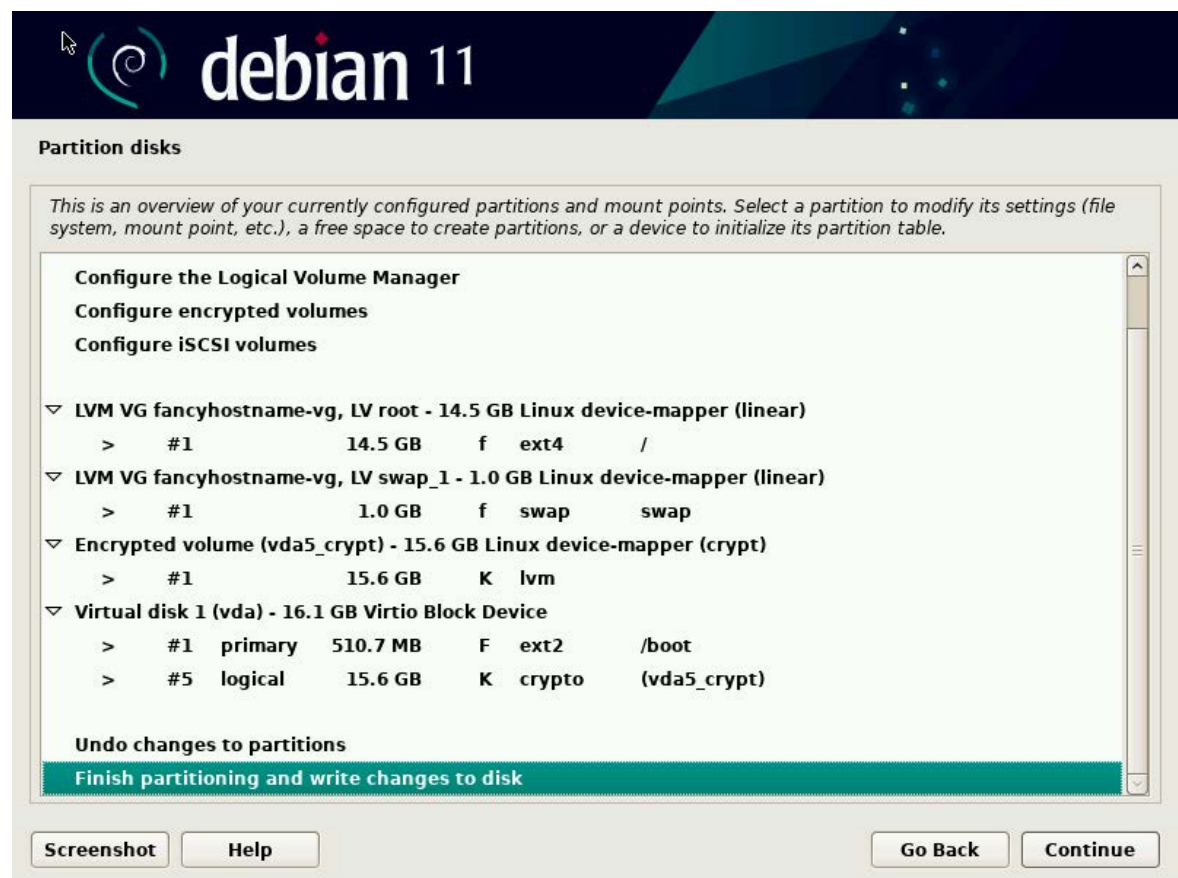 debian 11
Partition disks
This is an overview of your currently configured partitions and mount points. Select a partition to modify its settings (file
system, mount point, etc.), a free space to create partitions, or a device to initialize its partition table.
Configure the Logical Volume Manager
Configure encrypted volumes
Configure iSCSI volumes
LVM VG fancyhostname-vg, LV root - 14.5 GB Linux device-mapper (linear)
> #1 14.5 GB f ext4 /
LVM VG fancyhostname-vg, LV swap_1 - 1.0 GB Linux device-mapper (linear)
> #1 1.0 GB f swap swap
Encrypted volume (vda5_crypt) - 15.6 GB Linux device-mapper (crypt)
> #1 15.6 GB K lvm
Virtual disk 1 (vda) - 16.1 GB Virtio Block Device
> #1 primary 510.7 MB F ext2 /boot
> #5 logical 15.6 GB K crypto (vda5_crypt)
Undo changes to partitions
Finish partitioning and write changes to disk
Screenshot Help Go Back Continue